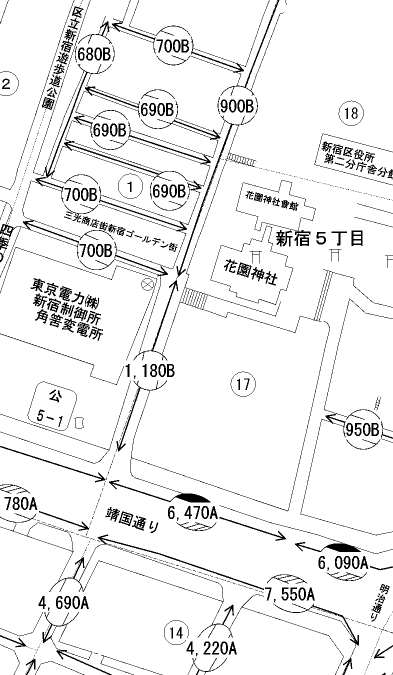 区立新宿遊歩道公園
700B
680B
2
900B
690B
18
690B
新宿区役所
第二分庁舎分館
690B
1
700B
花園神社会館
三光商店街新宿ゴールデン街
新宿5丁目
700B
花園神社
東京電力㈱
新宿制御所
角筈変電所
1,180B
17
公
5-1
950B
780A
6,470A
靖国通り
6,090A
7,550A
明治通り
4,690A
14
4,220A